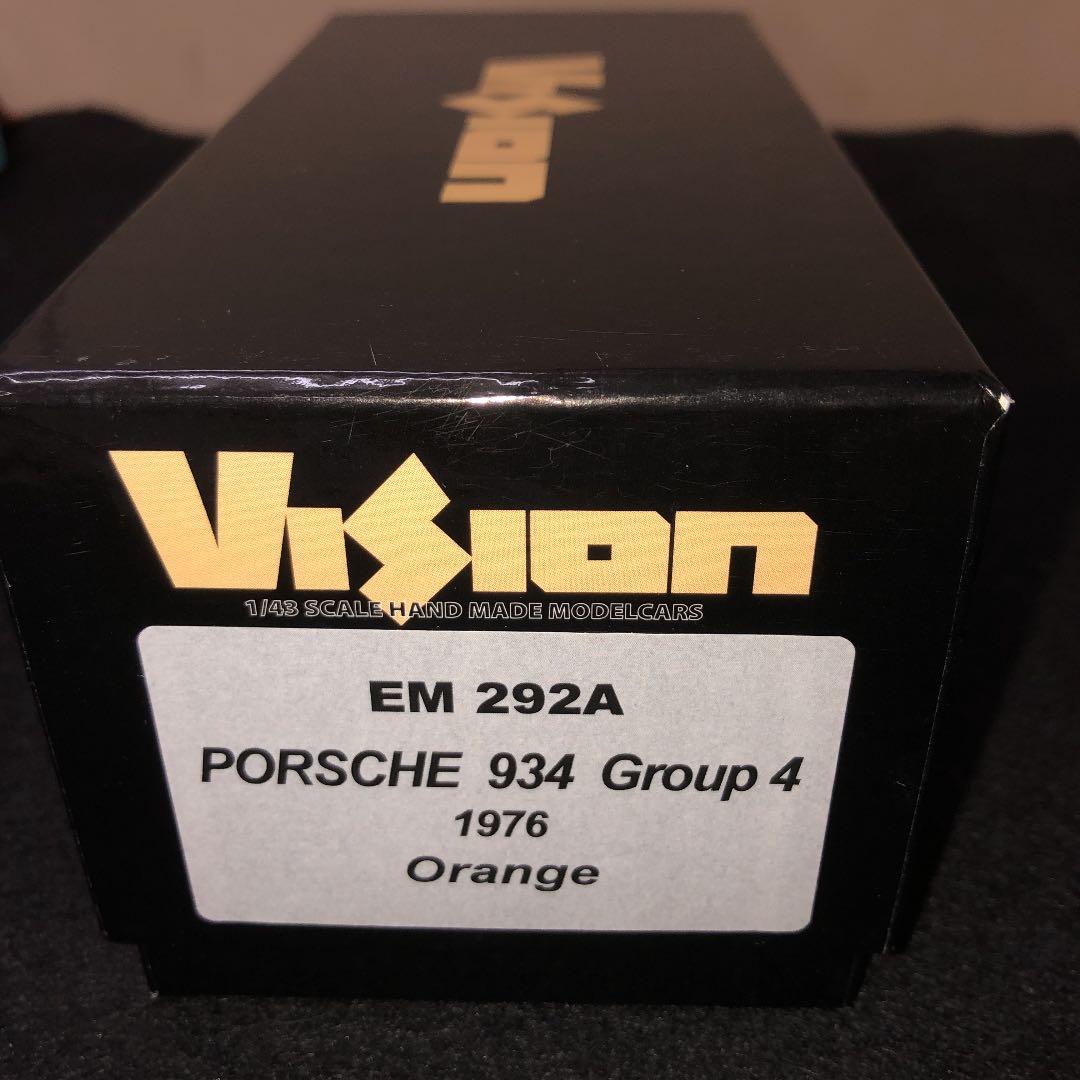 Vision
Vision
1/43 SCALE HAND MADE MODELCARS
EM 292A
PORSCHE 934 Group 4
1976
Orange